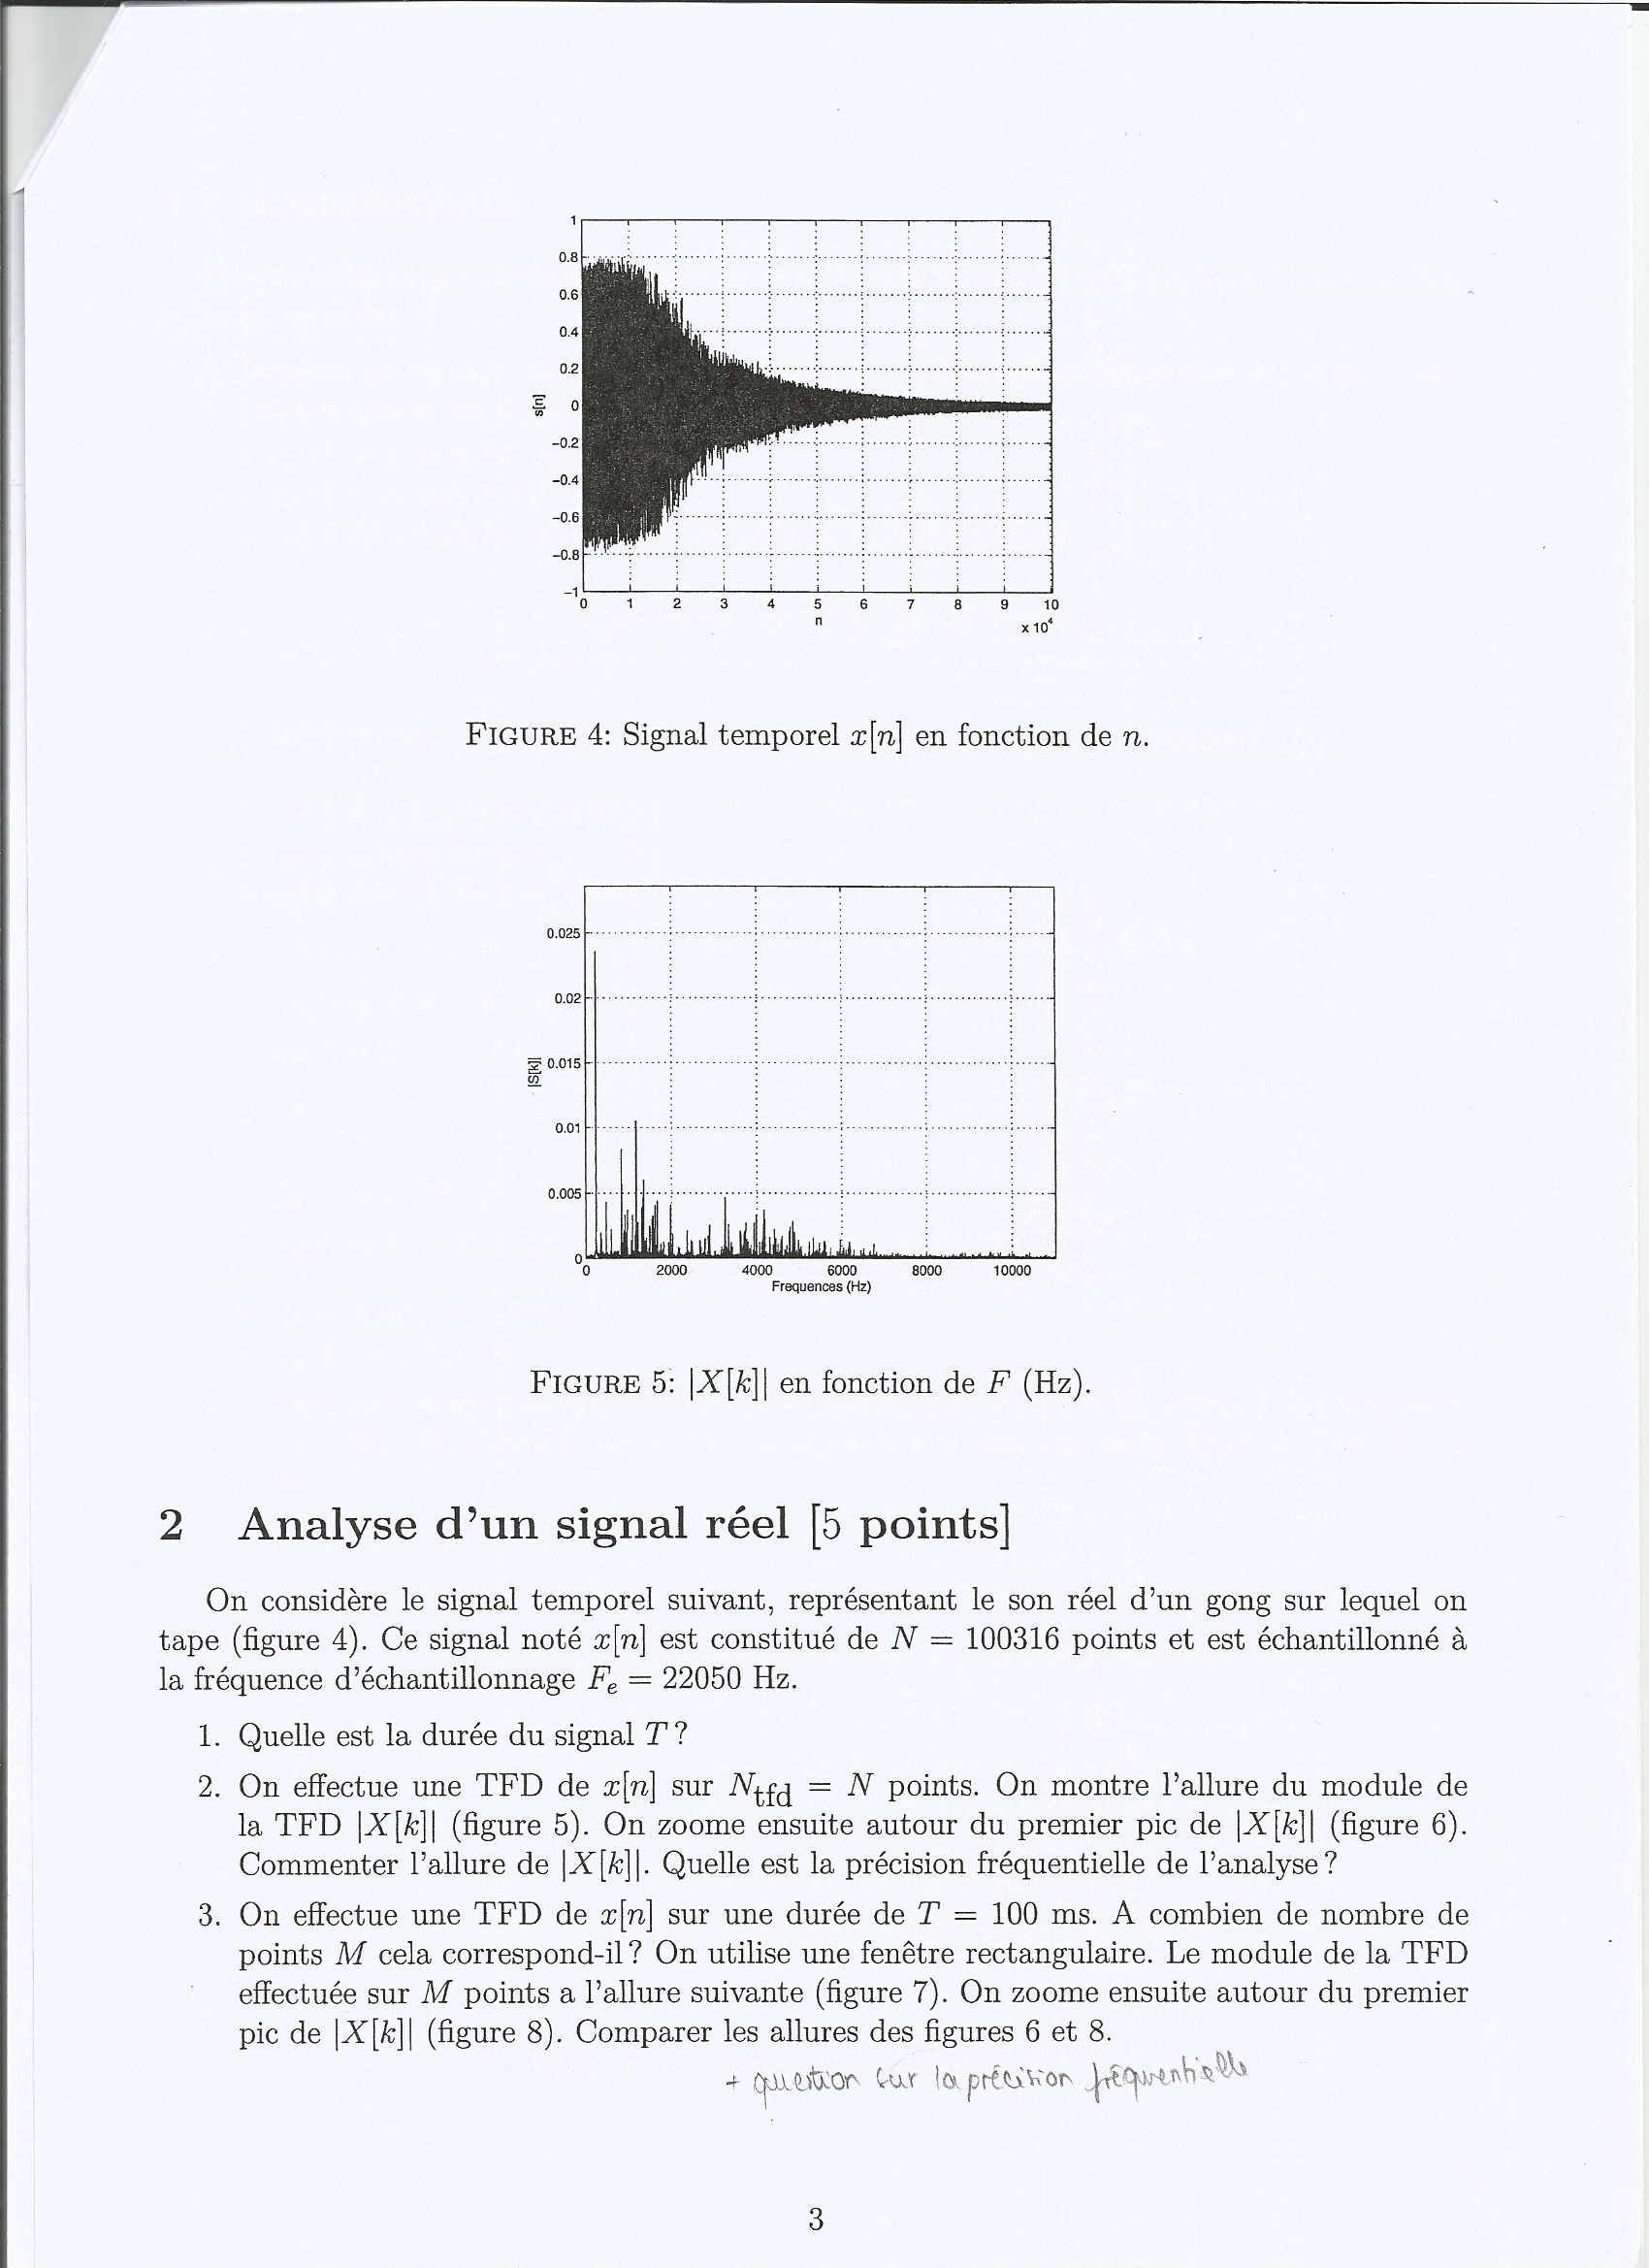 1
0.8
0.6
0.4
0.2
0
-0.2
-0.4
-0.6
-0.8
-1
s[n]
0 1 2 3 4 5 6 7 8 9 10
n
x 10⁴
FIGURE 4: Signal temporel x[n] en fonction de n.
0.025
0.02
0.015
0.01
0.005
0
|S[k]|
0 2000 4000 6000 8000 10000
Frequences (Hz)
FIGURE 5: |X[k]| en fonction de F (Hz).
2 Analyse d'un signal réel [5 points]
On considère le signal temporel suivant, représentant le son réel d'un gong sur lequel on
tape (figure 4). Ce signal noté x[n] est constitué de N = 100316 points et est échantillonné à
la fréquence d'échantillonnage Fₑ = 22050 Hz.
1. Quelle est la durée du signal T ?
2. On effectue une TFD de x[n] sur N_tfd = N points. On montre l'allure du module de
la TFD |X[k]| (figure 5). On zoome ensuite autour du premier pic de |X[k]| (figure 6).
Commenter l'allure de |X[k]|. Quelle est la précision fréquentielle de l'analyse ?
3. On effectue une TFD de x[n] sur une durée de T = 100 ms. A combien de nombre de
points M cela correspond-il ? On utilise une fenêtre rectangulaire. Le module de la TFD
effectuée sur M points a l'allure suivante (figure 7). On zoome ensuite autour du premier
pic de |X[k]| (figure 8). Comparer les allures des figures 6 et 8.
+ question sur la précision fréquentielle
3